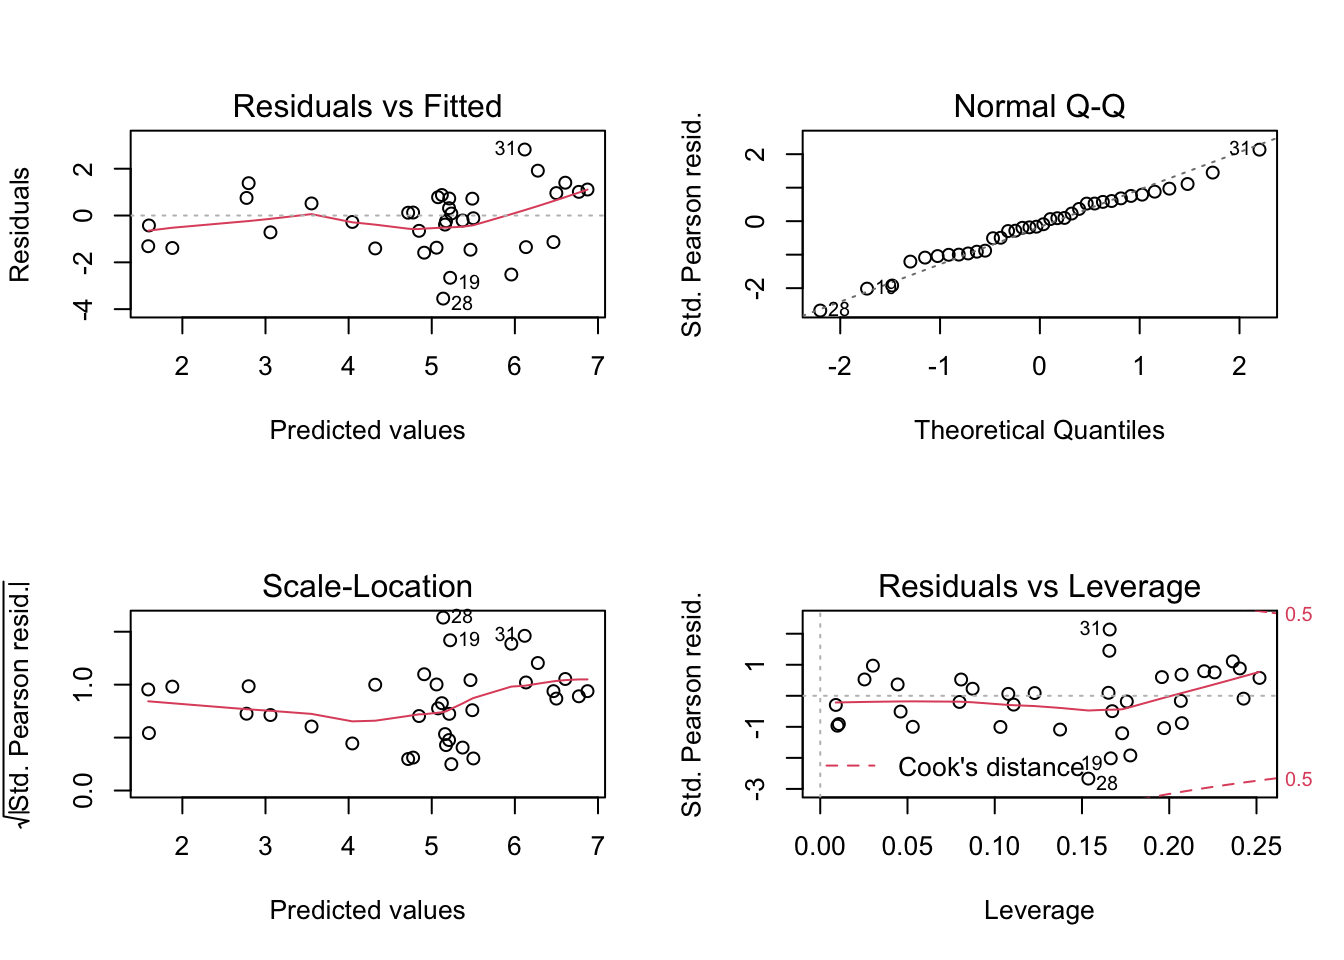 Residuals vs Fitted
Residuals
2
0
-2
-4
31
19
28
2 3 4 5 6 7
Predicted values
Normal Q-Q
Std. Pearson resid.
2
0
-2
31
19
28
-2 -1 0 1 2
Theoretical Quantiles
Scale-Location
√|Std. Pearson resid.|
1.0
0.0
28
19
31
2 3 4 5 6 7
Predicted values
Residuals vs Leverage
Std. Pearson resid.
1
-1
-3
31
19
28
0.5
0.5
Cook's distance
0.00 0.05 0.10 0.15 0.20 0.25
Leverage